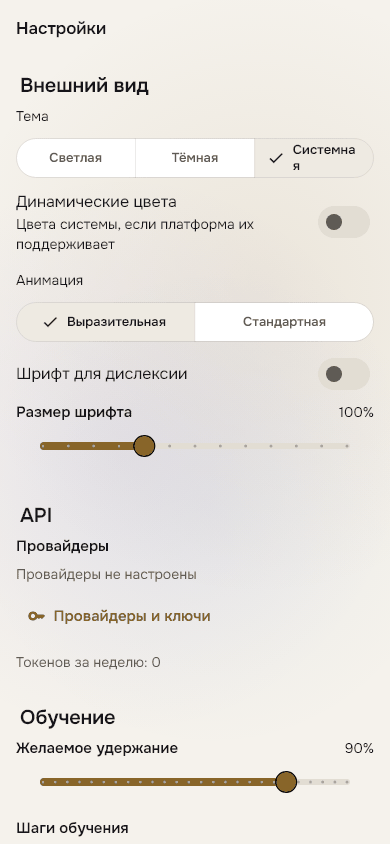 Настройки
Внешний вид
Тема
Светлая
Тёмная
Системна
я
Динамические цвета
Цвета системы, если платформа их
поддерживает
Анимация
Выразительная
Стандартная
Шрифт для дислексии
Размер шрифта 100%
API
Провайдеры
Провайдеры не настроены
Провайдеры и ключи
Токенов за неделю: 0
Обучение
Желаемое удержание 90%
Шаги обучения